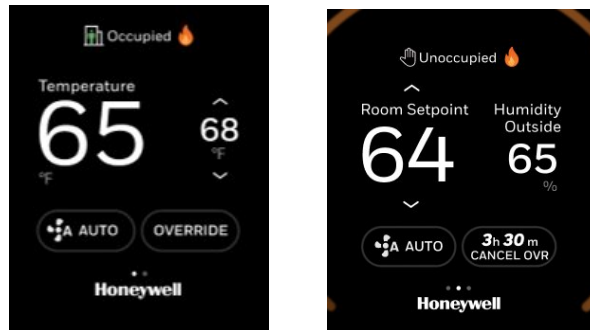 Occupied
Temperature
65
°F
68
°F
AUTO
OVERRIDE
Honeywell
Unoccupied
Room Setpoint
64
Humidity
Outside
65
%
AUTO
3h 30 m
CANCEL OVR
Honeywell